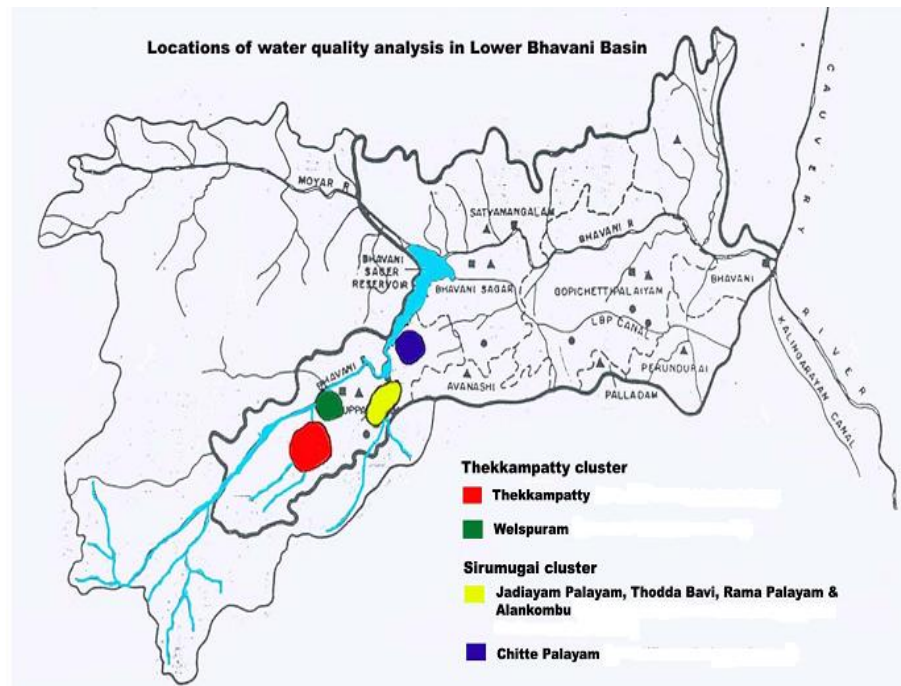 Locations of water quality analysis in Lower Bhavani Basin
CAUVERY
RIVER
MOYAR R
SATYAMANGALAM
BHAVANI R
BHAVANI
SAGER
RESERVOIR
BHAVANI SAGAR
GOPICHETTIPALAIYAM
BHAVANI
LBP CANAL
KALINGARAYAN CANAL
PERUNDURAI
BHAVANI
AVANASHI
PALLADAM
Thekkampatty cluster
Thekkampatty
Welspuram
Sirumugai cluster
Jadiayam Palayam, Thodda Bavi, Rama Palayam &
Alankombu
Chitte Palayam